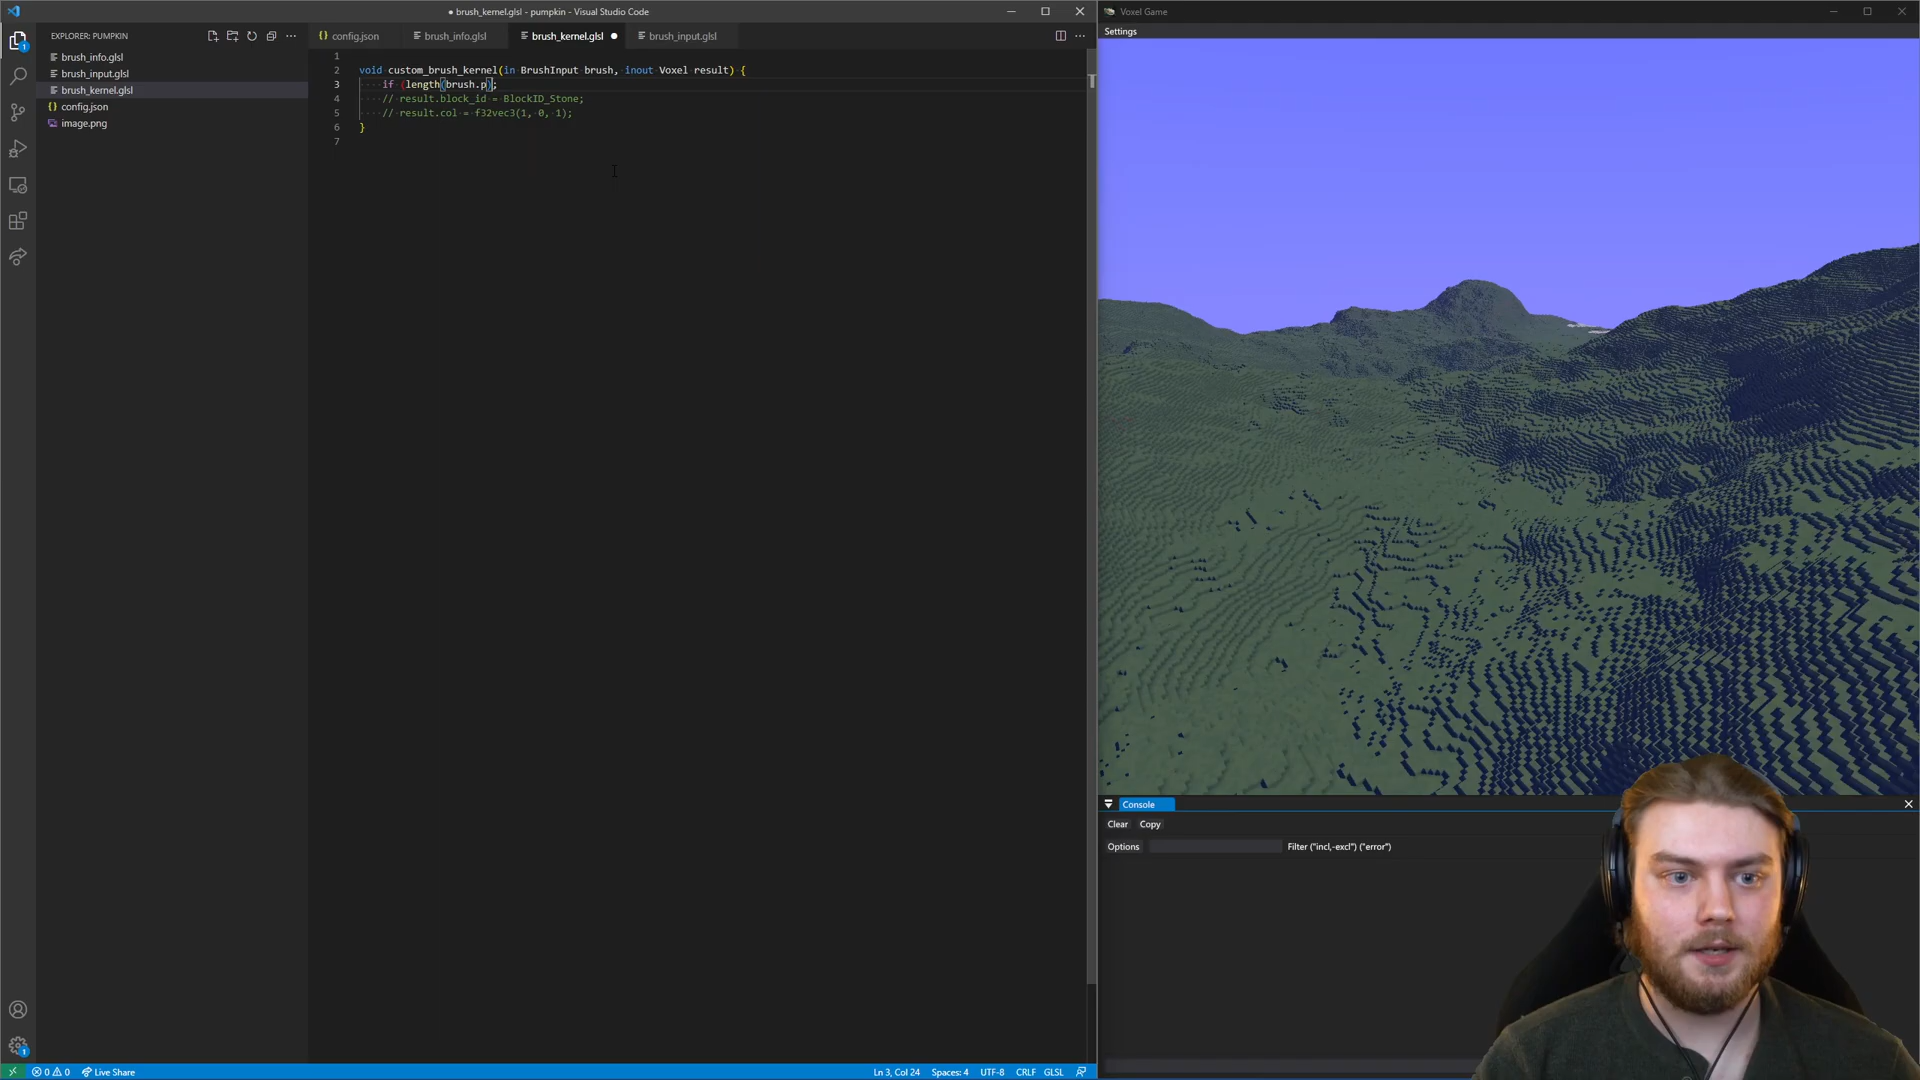 ● brush_kernel.glsl - pumpkin - Visual Studio Code
EXPLORER: PUMPKIN
brush_info.glsl
brush_input.glsl
brush_kernel.glsl
config.json
image.png
config.json
brush_info.glsl
brush_kernel.glsl
brush_input.glsl
1
2 void custom_brush_kernel(in BrushInput brush, inout Voxel result) {
3 if (length(brush.p);
4 // result.block_id = BlockID_Stone;
5 // result.col = f32vec3(1, 0, 1);
6 }
7
1
1
0 0 Live Share
Ln 3, Col 24 Spaces: 4 UTF-8 CRLF GLSL
Voxel Game
Settings
Console
Clear Copy
Options Filter ("incl,-excl") ("error")